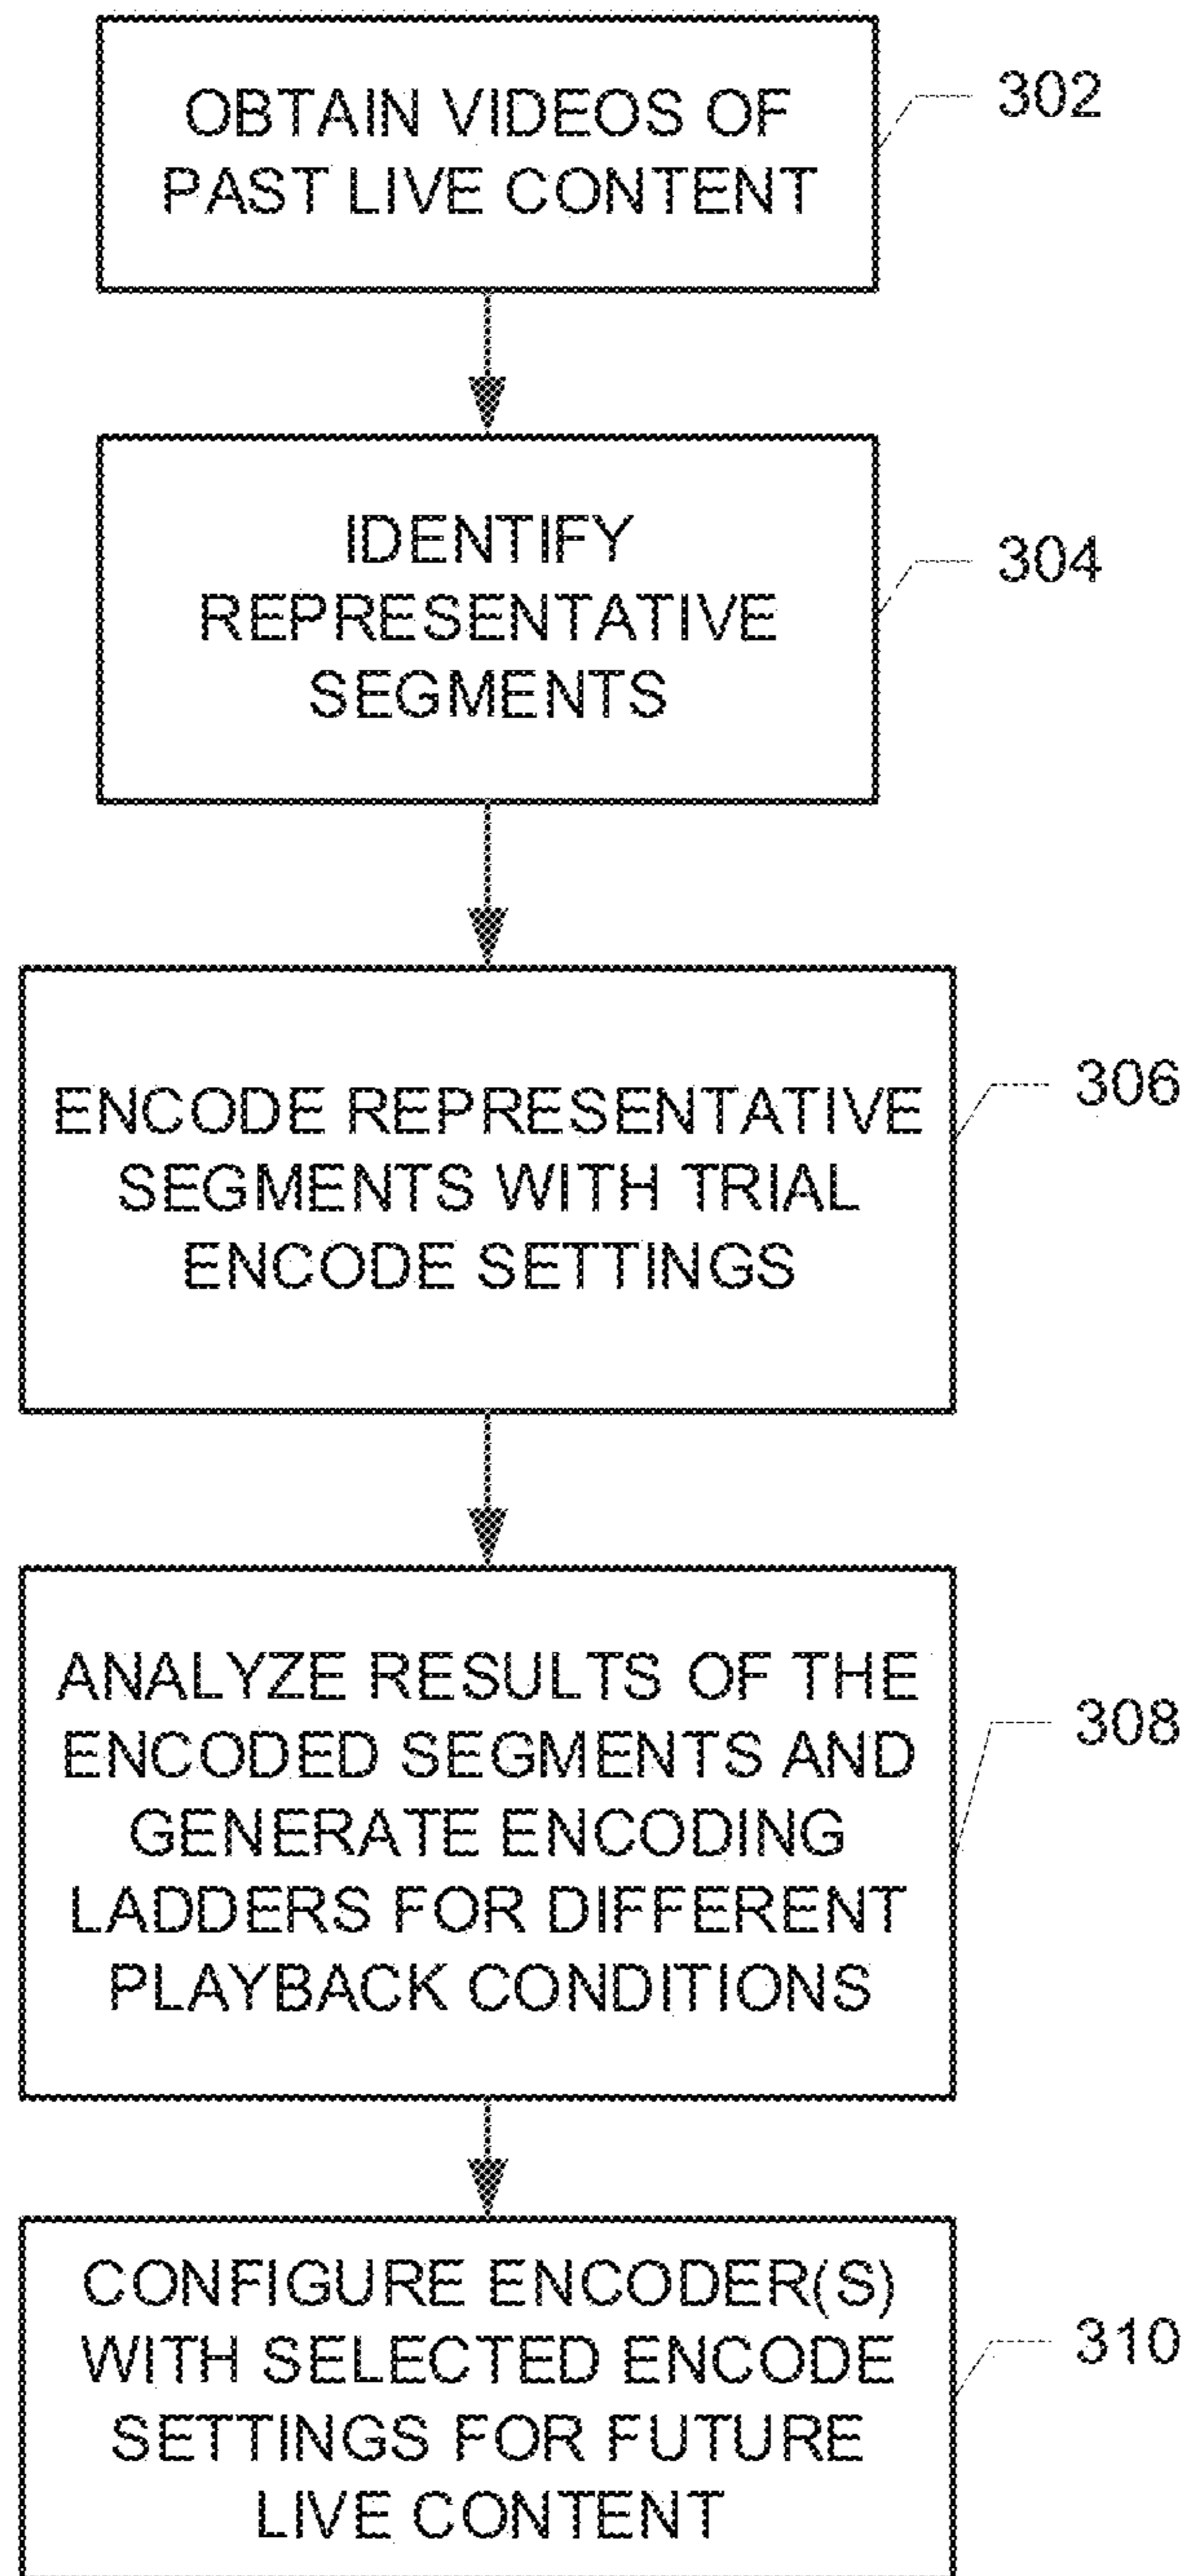 OBTAIN VIDEOS OF
PAST LIVE CONTENT
302
IDENTIFY
REPRESENTATIVE
SEGMENTS
304
ENCODE REPRESENTATIVE
SEGMENTS WITH TRIAL
ENCODE SETTINGS
306
ANALYZE RESULTS OF THE
ENCODED SEGMENTS AND
GENERATE ENCODING
LADDERS FOR DIFFERENT
PLAYBACK CONDITIONS
308
CONFIGURE ENCODER(S)
WITH SELECTED ENCODE
SETTINGS FOR FUTURE
LIVE CONTENT
310